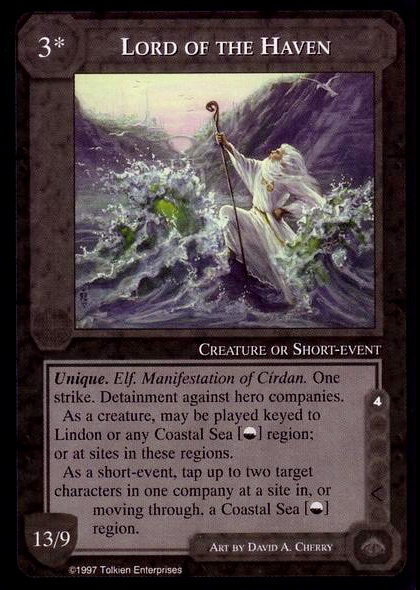 3*
LORD OF THE HAVEN
CREATURE OR SHORT-EVENT
Unique. Elf. Manifestation of Círdan. One
strike. Detainment against hero companies.
As a creature, may be played keyed to
Lindon or any Coastal Sea [] region;
or at sites in these regions.
As a short-event, tap up to two target
characters in one company at a site in, or
moving through, a Coastal Sea []
region.
4
13/9
ART BY DAVID A. CHERRY
©1997 Tolkien Enterprises